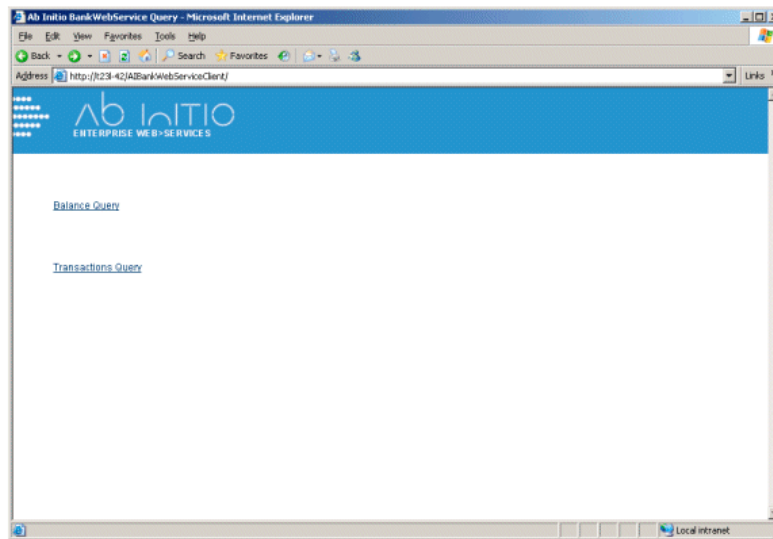 Ab Initio BankWebService Query - Microsoft Internet Explorer
File Edit View Favorites Tools Help
Back Search Favorites
Address http://t23l-42/AIBankWebServiceClient/ Links
Ab Initio
ENTERPRISE WEB>SERVICES
Balance Query
Transactions Query
Local intranet